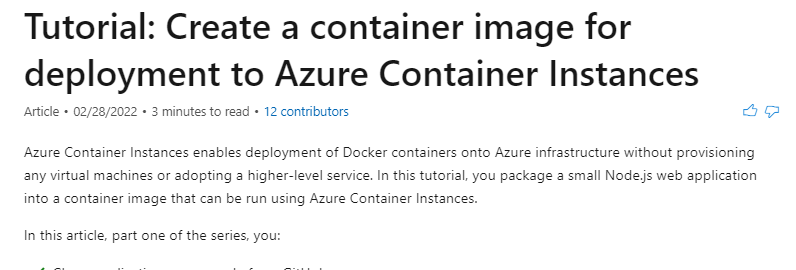 Tutorial: Create a container image for
deployment to Azure Container Instances
Article • 02/28/2022 • 3 minutes to read • 12 contributors
Azure Container Instances enables deployment of Docker containers onto Azure infrastructure without provisioning
any virtual machines or adopting a higher-level service. In this tutorial, you package a small Node.js web application
into a container image that can be run using Azure Container Instances.
In this article, part one of the series, you: